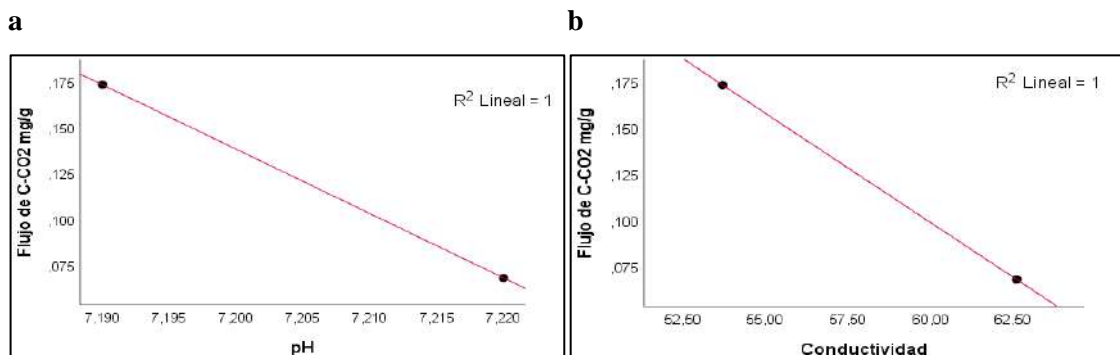 a
b
,175
,150
,125
,100
,075
Flujo de C-CO2 mg/g
R² Lineal = 1
7,190 7,195 7,200 7,205 7,210 7,215 7,220
pH
,175
,150
,125
,100
,075
Flujo de C-CO2 mg/g
R² Lineal = 1
52,50 55,00 57,50 60,00 62,50
Conductividad